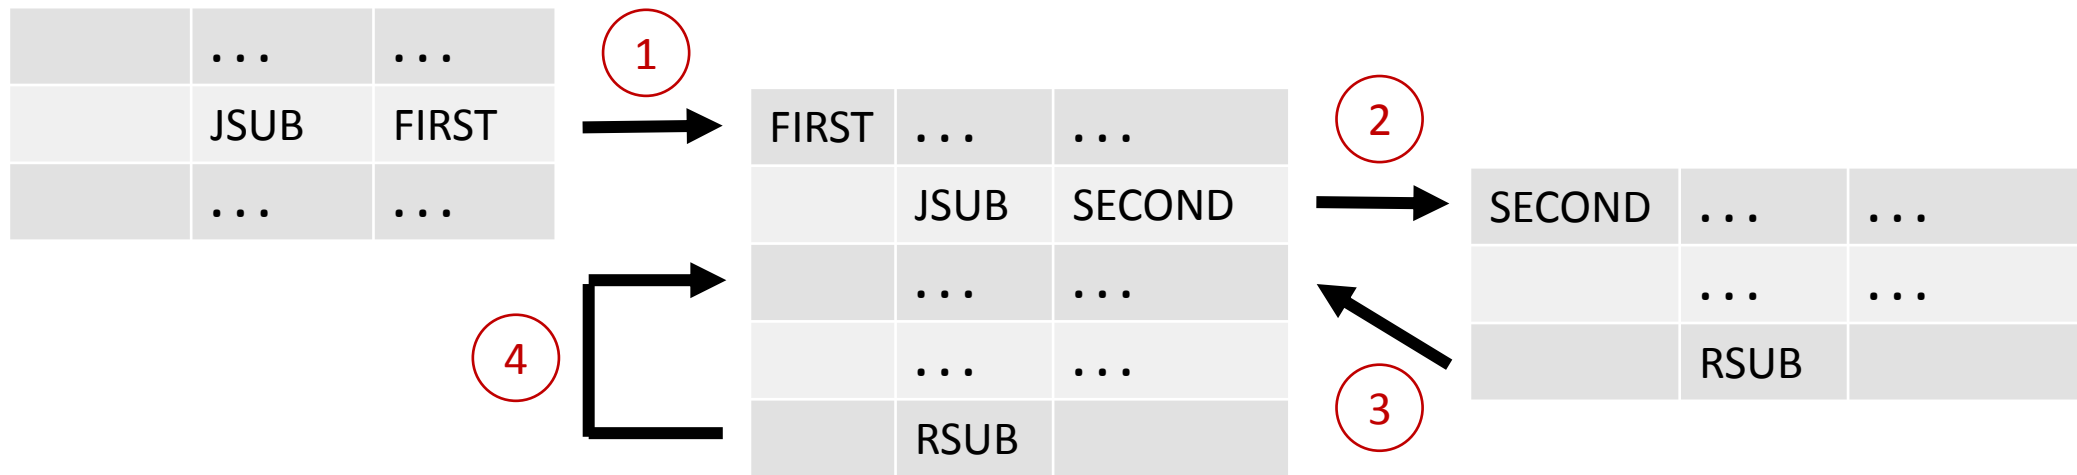 ... ...
JSUB FIRST
... ...
1
FIRST ... ...
JSUB SECOND
... ...
... ...
RSUB
2
SECOND ... ...
... ...
RSUB
3
4